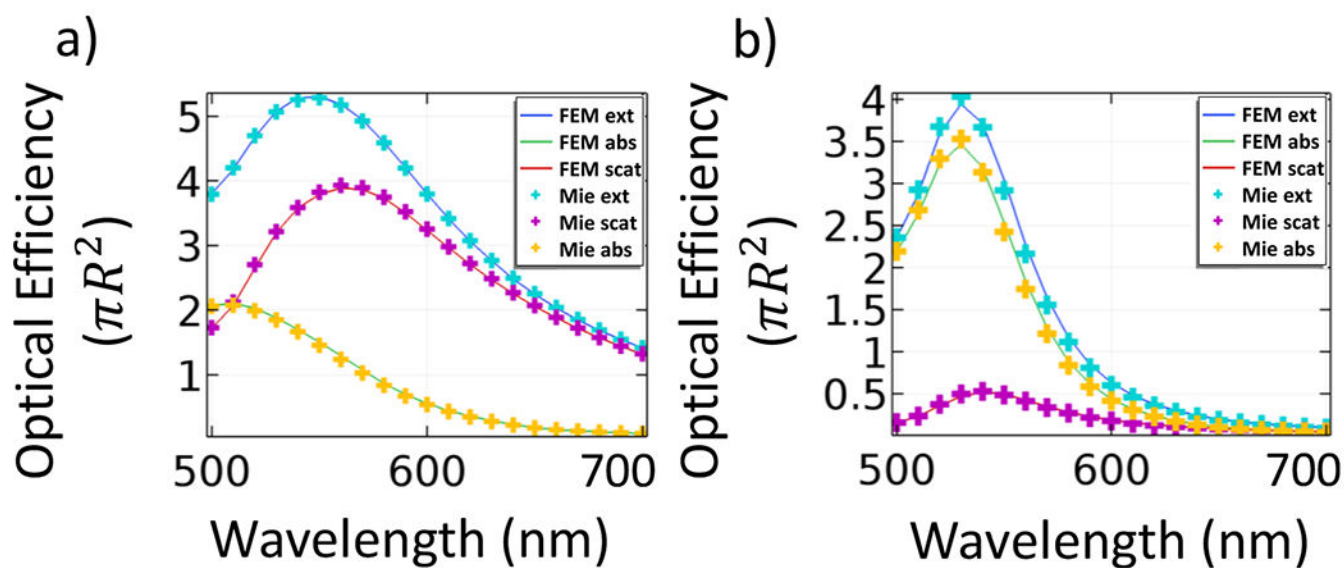 a)
Optical Efficiency
(πR²)
5
4
3
2
1
500
600
700
Wavelength (nm)
FEM ext
FEM abs
FEM scat
Mie ext
Mie scat
Mie abs
b)
Optical Efficiency
(πR²)
4
3.5
3
2.5
2
1.5
1
0.5
500
600
700
Wavelength (nm)
FEM ext
FEM abs
FEM scat
Mie ext
Mie scat
Mie abs